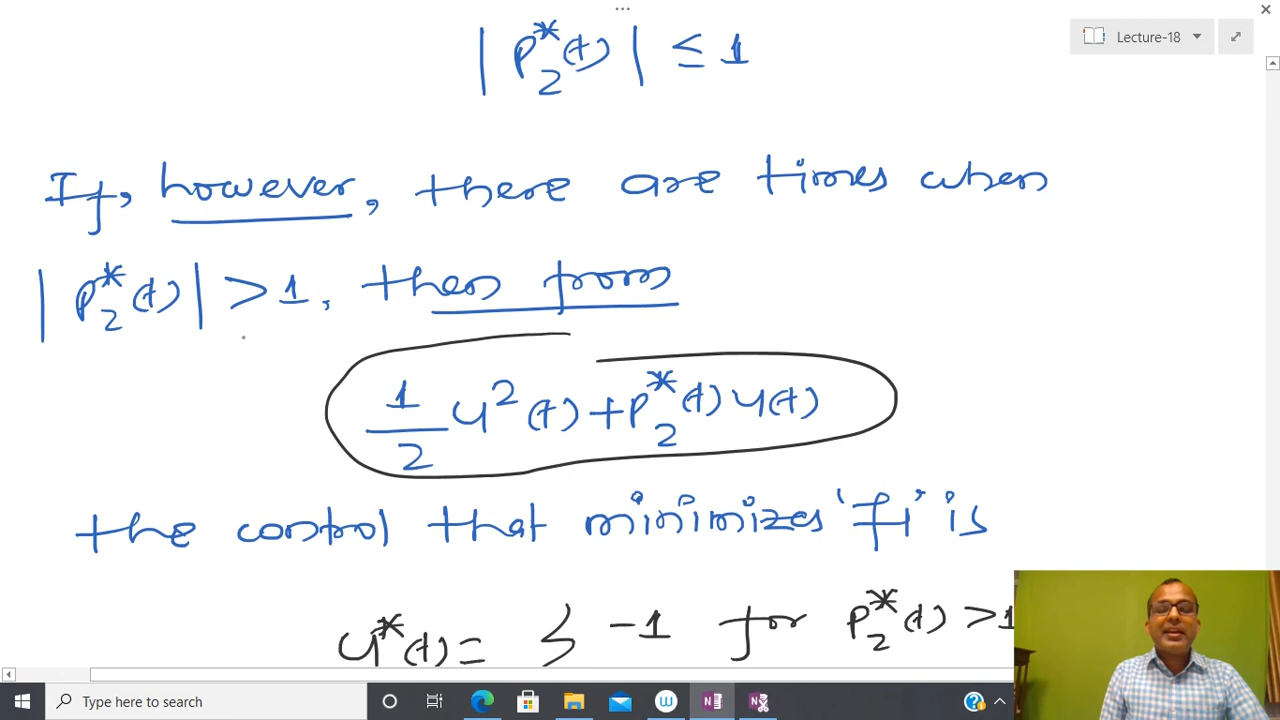 Lecture-18
| P₂*(t) | ≤ 1
If, however, there are times when
| P₂*(t) | > 1, then from
1/2 u²(t) + P₂*(t) u(t)
the control that minimizes 'H' is
u*(t) = { -1 for P₂*(t) > 1
Type here to search